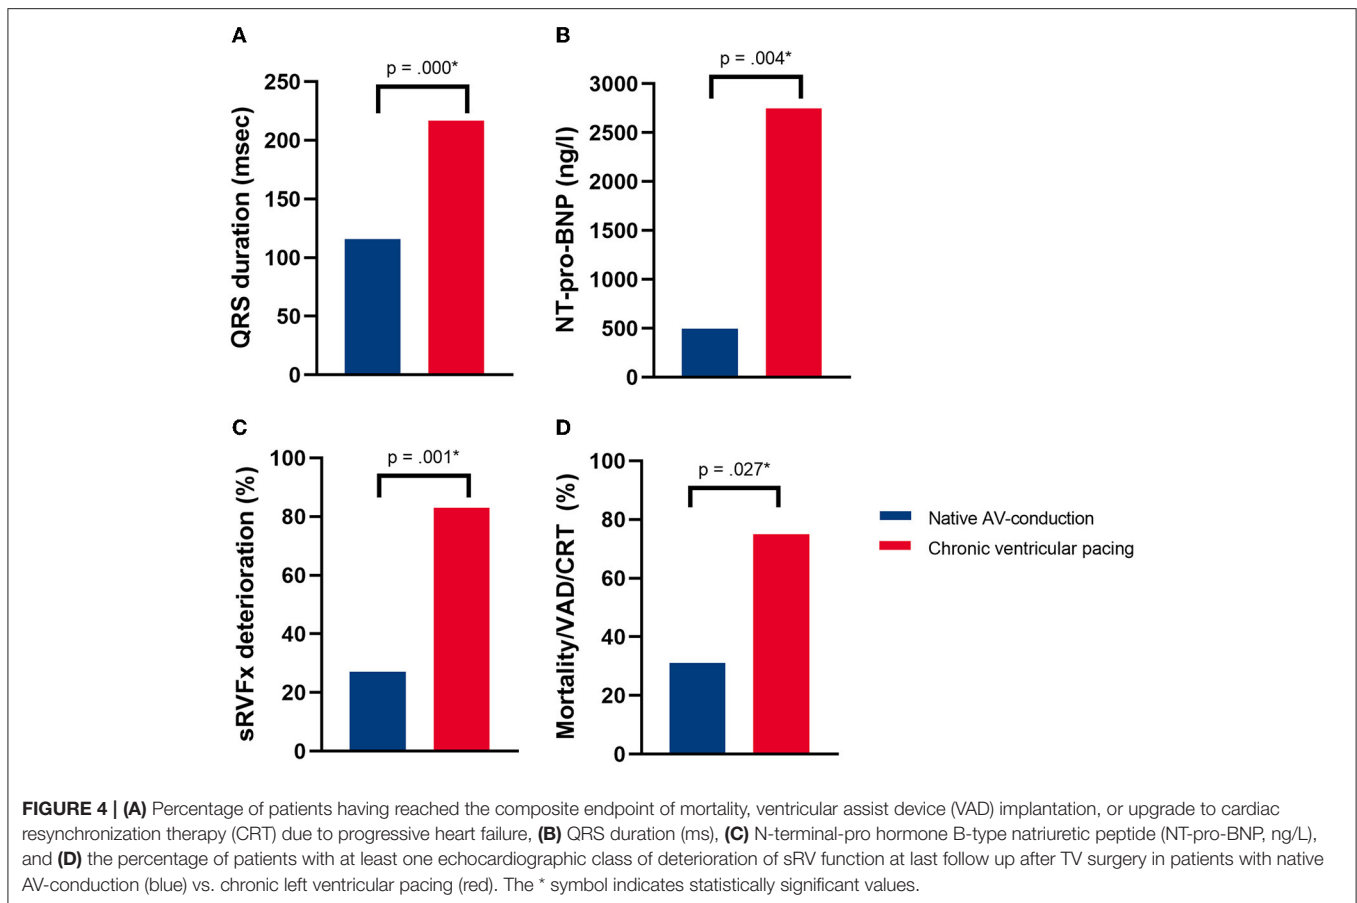 A
p = .000*
QRS duration (msec)
250
200
150
100
50
0
B
p = .004*
NT-pro-BNP (ng/l)
3000
2500
2000
1500
1000
500
0
C
p = .001*
sRVFx deterioration (%)
100
80
60
40
20
0
D
p = .027*
Mortality/VAD/CRT (%)
100
80
60
40
20
0
Native AV-conduction
Chronic ventricular pacing
FIGURE 4 | (A) Percentage of patients having reached the composite endpoint of mortality, ventricular assist device (VAD) implantation, or upgrade to cardiac
resynchronization therapy (CRT) due to progressive heart failure, (B) QRS duration (ms), (C) N-terminal-pro hormone B-type natriuretic peptide (NT-pro-BNP, ng/L),
and (D) the percentage of patients with at least one echocardiographic class of deterioration of sRV function at last follow up after TV surgery in patients with native
AV-conduction (blue) vs. chronic left ventricular pacing (red). The * symbol indicates statistically significant values.